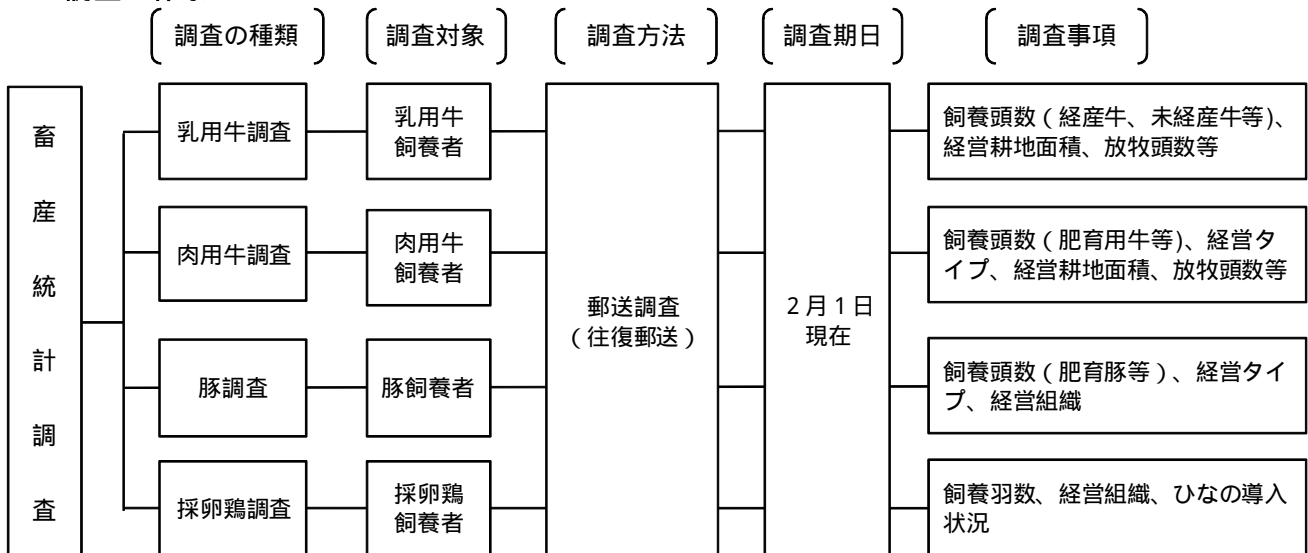 調査の種類
調査対象
調査方法
調査期日
調査事項
畜産統計調査
乳用牛調査
乳用牛
飼養者
飼養頭数(経産牛、未経産牛等)、
経営耕地面積、放牧頭数等
肉用牛調査
肉用牛
飼養者
飼養頭数(肥育用牛等)、経営タ
イプ、経営耕地面積、放牧頭数等
郵送調査
(往復郵送)
2月1日
現在
豚調査
豚飼養者
飼養頭数(肥育豚等)、経営タイ
プ、経営組織
採卵鶏調査
採卵鶏
飼養者
飼養羽数、経営組織、ひなの導入
状況